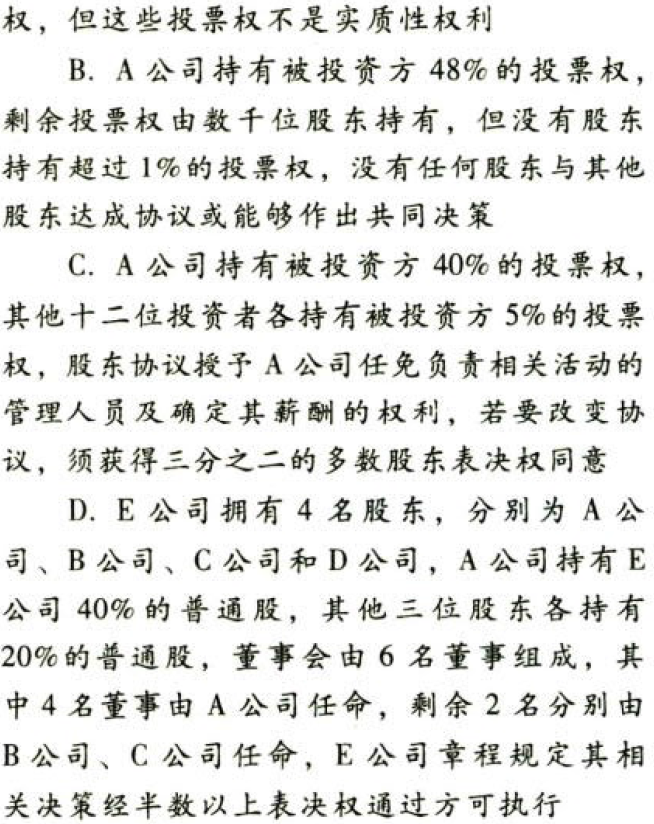 权，但这些投票权不是实质性权利
B. A 公司持有被投资方 48%的投票权，
剩余投票权由数千位股东持有，但没有股东
持有超过 1%的投票权，没有任何股东与其他
股东达成协议或能够作出共同决策
C. A 公司持有被投资方 40%的投票权，
其他十二位投资者各持有被投资方 5%的投票
权，股东协议授予 A 公司任免负责相关活动的
管理人员及确定其薪酬的权利，若要改变协
议，须获得三分之二的多数股东表决权同意
D. E 公司拥有 4 名股东，分别为 A 公
司、B 公司、C 公司和 D 公司，A 公司持有 E
公司 40%的普通股，其他三位股东各持有
20%的普通股，董事会由 6 名董事组成，其
中 4 名董事由 A 公司任命，剩余 2 名分别由
B 公司、C 公司任命，E 公司章程规定其相
关决策经半数以上表决权通过方可执行